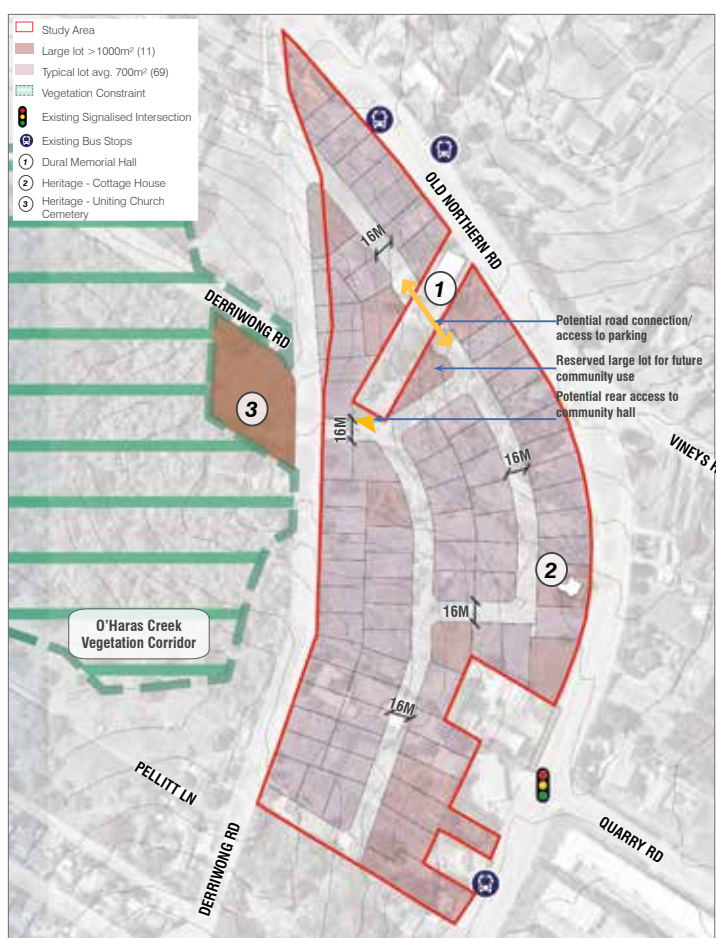 Study Area
Large lot >1000m² (11)
Typical lot avg. 700m² (69)
Vegetation Constraint
Existing Signalised Intersection
Existing Bus Stops
1 Dural Memorial Hall
2 Heritage - Cottage House
3 Heritage - Uniting Church
Cemetery
OLD NORTHERN RD
16M
1
DERRIWONG RD
Potential road connection/
access to parking
Reserved large lot for future
community use
Potential rear access to
community hall
3
16M
VINEYS
16M
2
16M
O'Haras Creek
Vegetation Corridor
16M
PELLITT LN
QUARRY RD
DERRIWONG RD